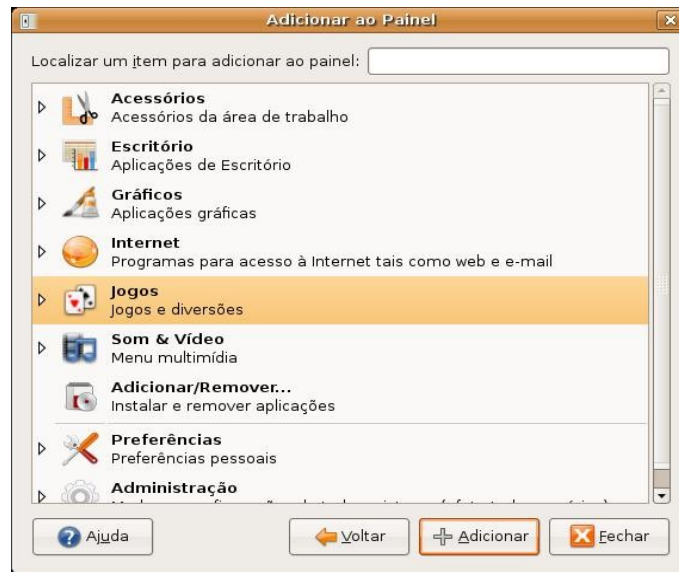 Adicionar ao Painel
Localizar um item para adicionar ao painel:
Acessórios
Acessórios da área de trabalho
Escritório
Aplicações de Escritório
Gráficos
Aplicações gráficas
Internet
Programas para acesso à Internet tais como web e e-mail
Jogos
Jogos e diversões
Som & Vídeo
Menu multimídia
Adicionar/Remover...
Instalar e remover aplicações
Preferências
Preferências pessoais
Administração
Ajuda Voltar Adicionar Fechar